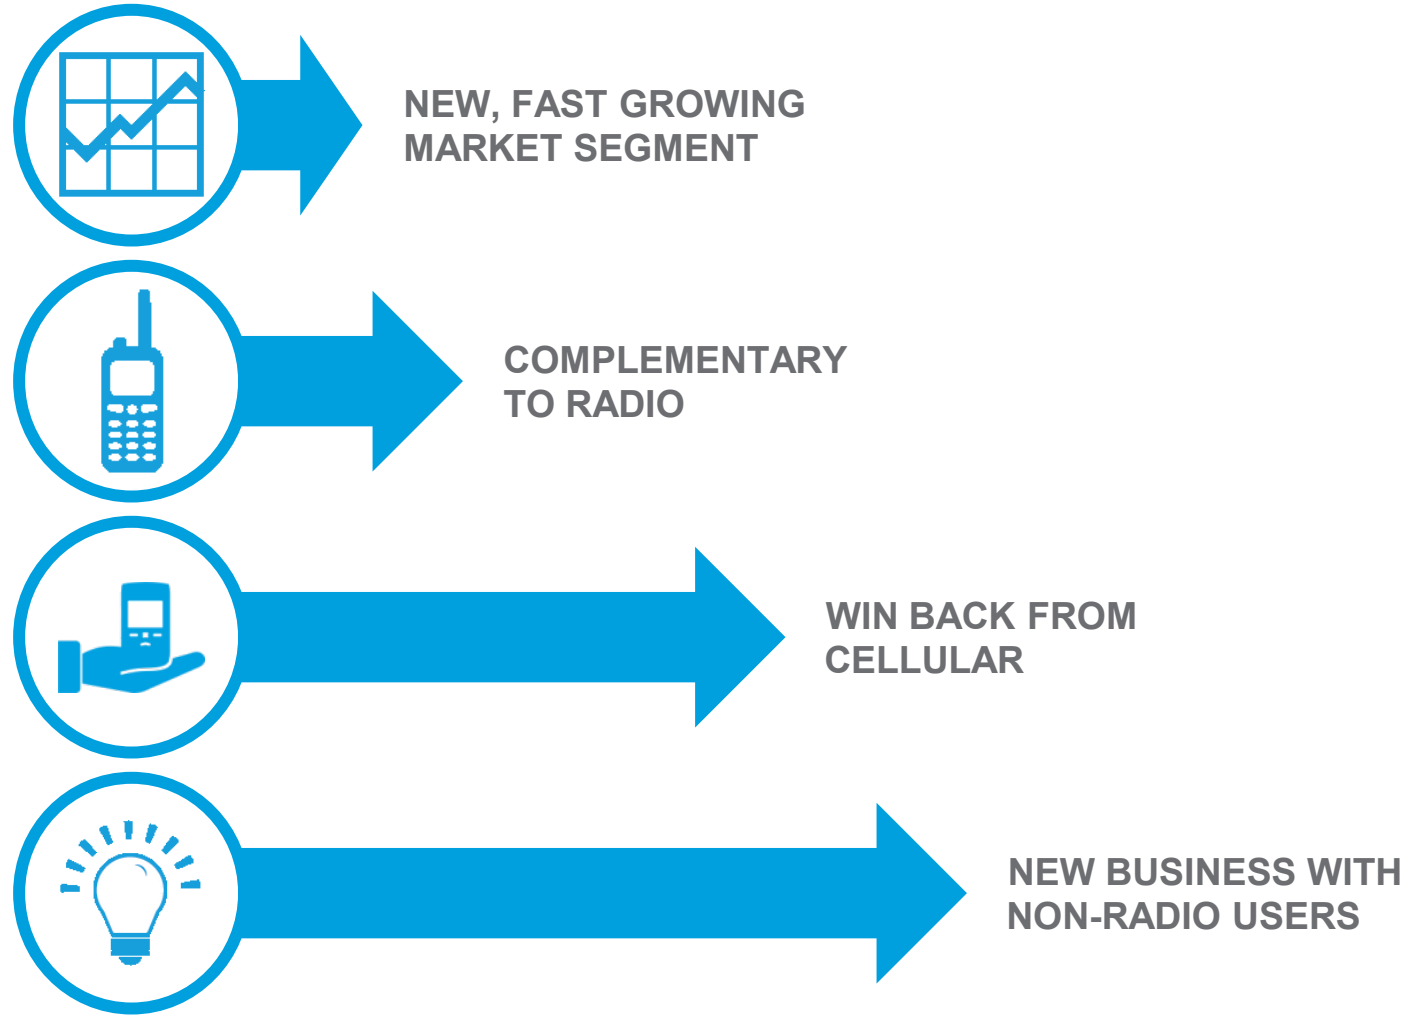 NEW, FAST GROWING
MARKET SEGMENT
COMPLEMENTARY
TO RADIO
WIN BACK FROM
CELLULAR
NEW BUSINESS WITH
NON-RADIO USERS